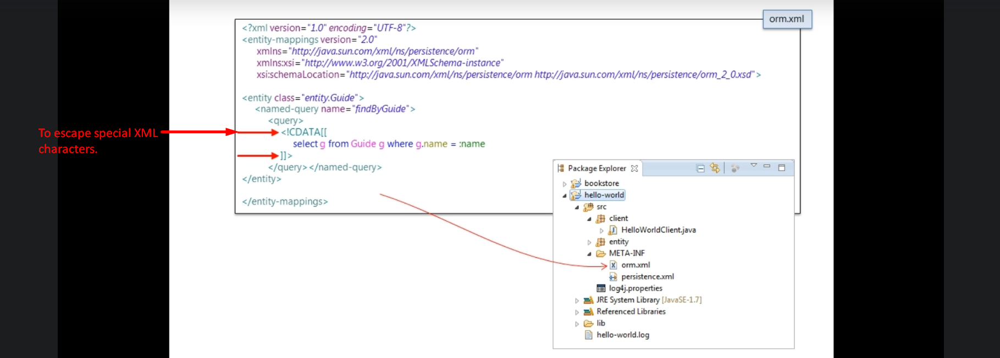 orm.xml
<?xml version="1.0" encoding="UTF-8"?>
<entity-mappings version="2.0"
xmlns="http://java.sun.com/xml/ns/persistence/orm"
xmlns:xsi="http://www.w3.org/2001/XMLSchema-instance"
xsi:schemaLocation="http://java.sun.com/xml/ns/persistence/orm http://java.sun.com/xml/ns/persistence/orm_2_0.xsd">
<entity class="entity.Guide">
<named-query name="findByGuide">
<query>
<!CDATA[[
select g from Guide g where g.name = :name
]]>
</query></named-query>
</entity>
</entity-mappings>
To escape special XML
characters.
Package Explorer
bookstore
hello-world
src
client
HelloWorldClient.java
entity
META-INF
orm.xml
persistence.xml
log4j.properties
JRE System Library [JavaSE-1.7]
Referenced Libraries
lib
hello-world.log